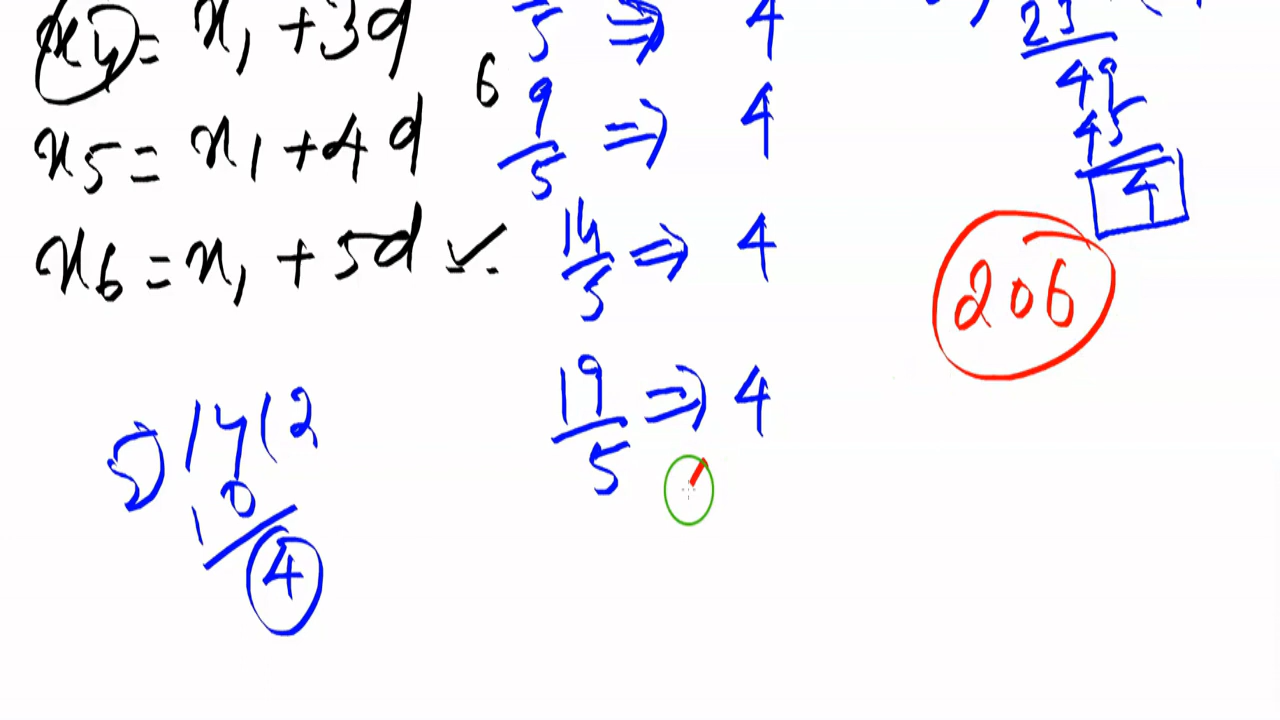 x4 = x1 + 3d
x5 = x1 + 4d
x6 = x1 + 5d ✓
5) 14 ( 2
10
4
5 ⇒ 4
6
9/5 ⇒ 4
14/5 ⇒ 4
19/5 ⇒ 4
49
45
4
206